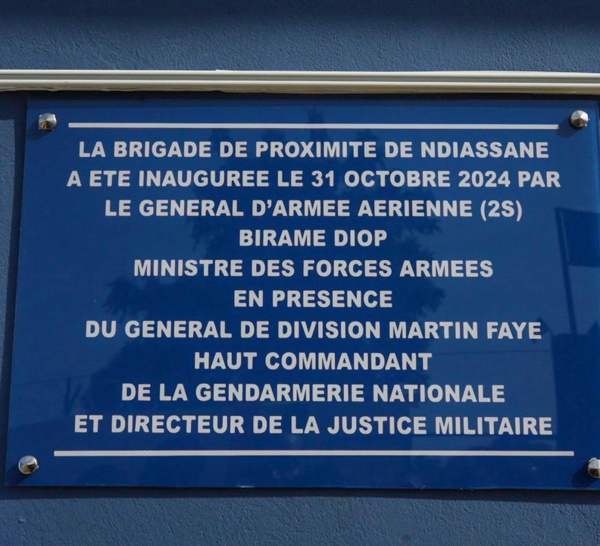 LA BRIGADE DE PROXIMITE DE NDIASSANE
A ETE INAUGUREE LE 31 OCTOBRE 2024 PAR
LE GENERAL D'ARMEE AERIENNE (2S)
BIRAME DIOP
MINISTRE DES FORCES ARMEES
EN PRESENCE
DU GENERAL DE DIVISION MARTIN FAYE
HAUT COMMANDANT
DE LA GENDARMERIE NATIONALE
ET DIRECTEUR DE LA JUSTICE MILITAIRE